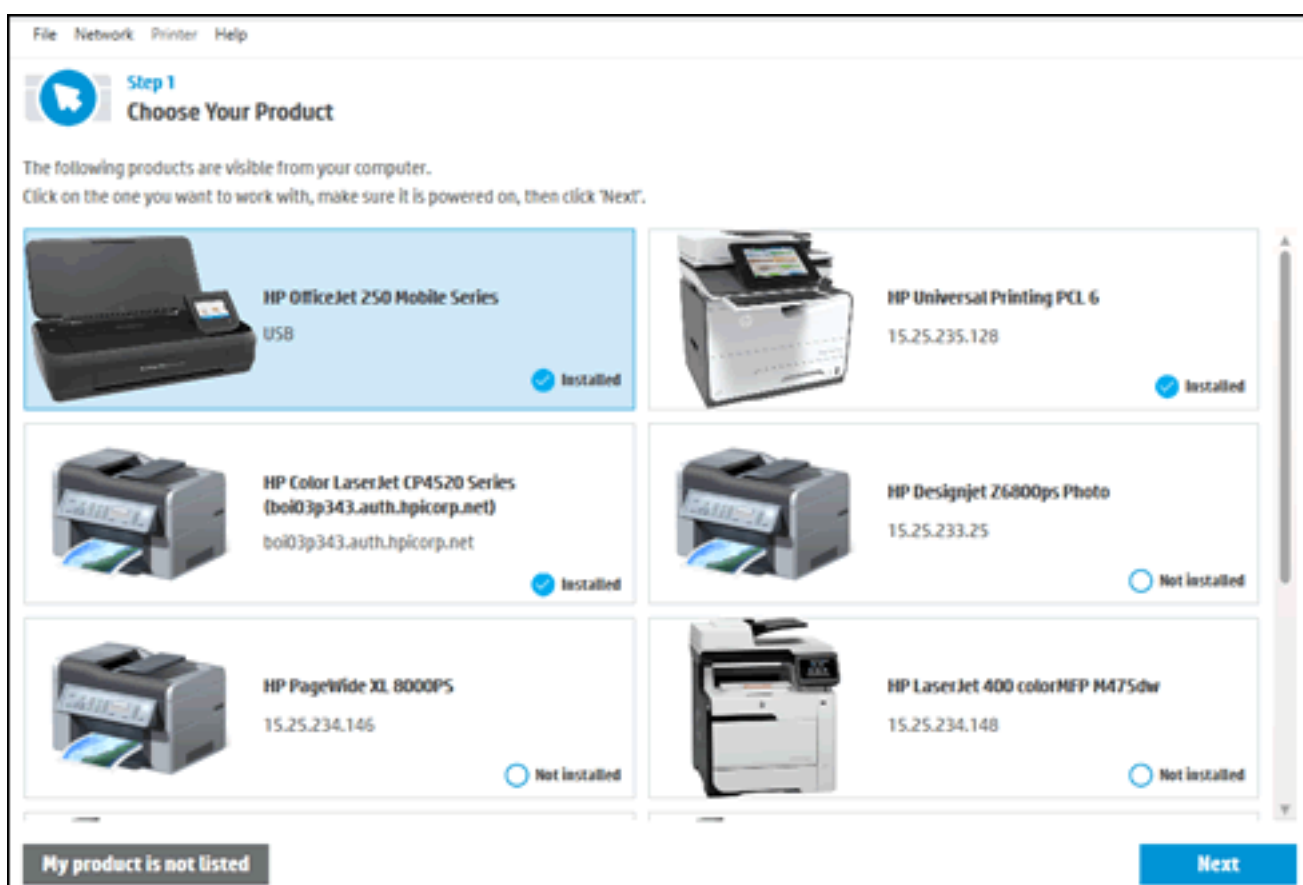 File Network Printer Help
Step 1
Choose Your Product
The following products are visible from your computer.
Click on the one you want to work with, make sure it is powered on, then click 'Next'.
HP OfficeJet 250 Mobile Series
USB
Installed
HP Universal Printing PCL 6
15.25.235.128
Installed
HP Color LaserJet CP4520 Series
(boi03p343.auth.hpicorp.net)
boi03p343.auth.hpicorp.net
Installed
HP Designjet Z6800ps Photo
15.25.233.25
Not installed
HP PageWide XL 8000PS
15.25.234.146
Not installed
HP LaserJet 400 colorMFP M475dw
15.25.234.148
Not installed
My product is not listed
Next